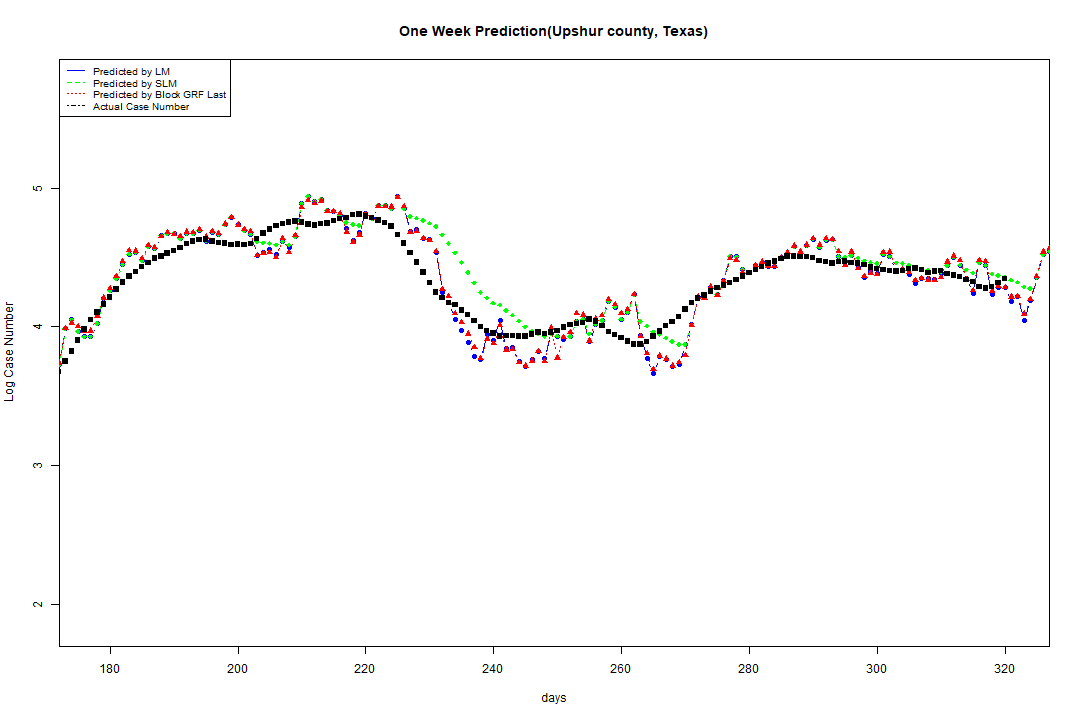 One Week Prediction(Upshur county, Texas)
Predicted by LM
Predicted by SLM
Predicted by Block GRF Last
Actual Case Number
5
4
3
2
Log Case Number
180 200 220 240 260 280 300 320
days